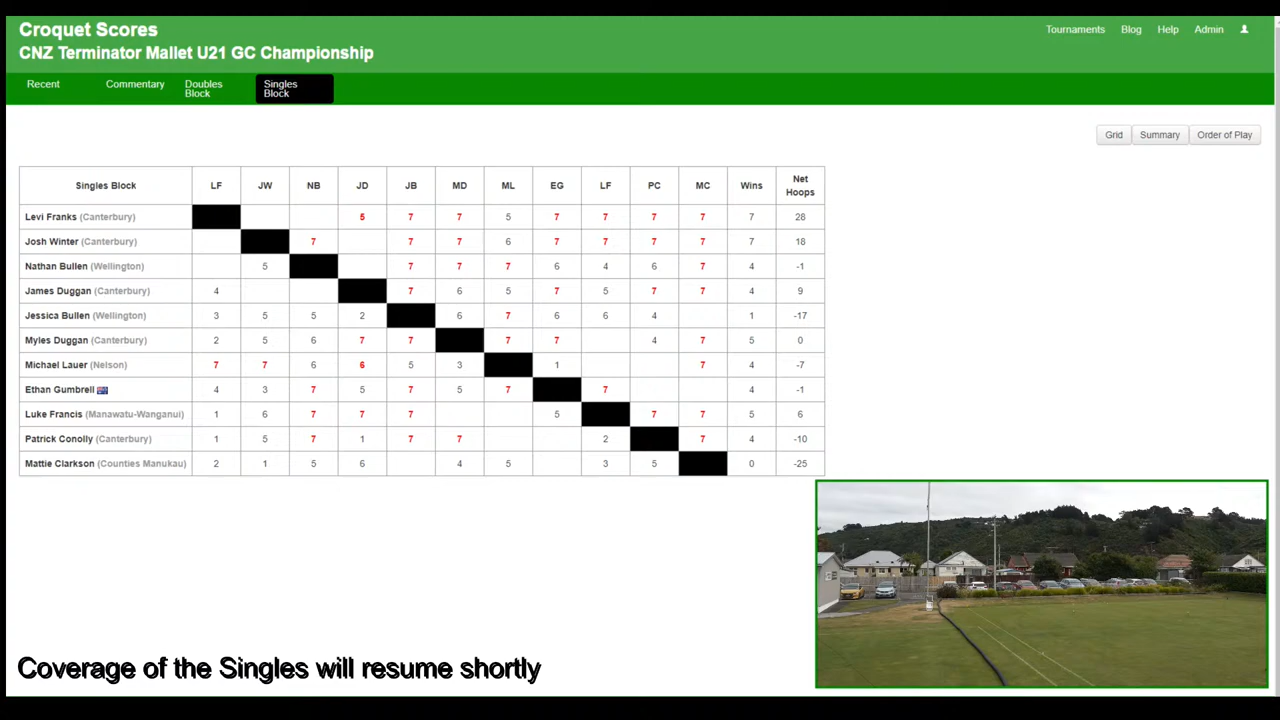 Croquet Scores
CNZ Terminator Mallet U21 GC Championship
Tournaments Blog Help Admin
Recent Commentary Doubles Block Singles Block
Grid Summary Order of Play
Singles Block LF JW NB JD JB MD ML EG LF PC MC Wins Net Hoops
Levi Franks (Canterbury) 5 7 7 5 7 7 7 7 7 28
Josh Winter (Canterbury) 7 7 7 6 7 7 7 7 7 18
Nathan Bullen (Wellington) 5 7 7 7 6 4 6 7 4 -1
James Duggan (Canterbury) 4 7 6 5 7 5 7 7 4 9
Jessica Bullen (Wellington) 3 5 5 2 6 7 6 6 4 1 -17
Myles Duggan (Canterbury) 2 5 6 7 7 7 7 4 7 5 0
Michael Lauer (Nelson) 7 7 6 6 5 3 1 7 4 -7
Ethan Gumbrell 4 3 7 5 7 5 7 7 4 -1
Luke Francis (Manawatu-Wanganui) 1 6 7 7 7 5 7 7 5 6
Patrick Conolly (Canterbury) 1 5 7 1 7 7 2 7 4 -10
Mattie Clarkson (Counties Manukau) 2 1 5 6 4 5 3 5 0 -25
Coverage of the Singles will resume shortly